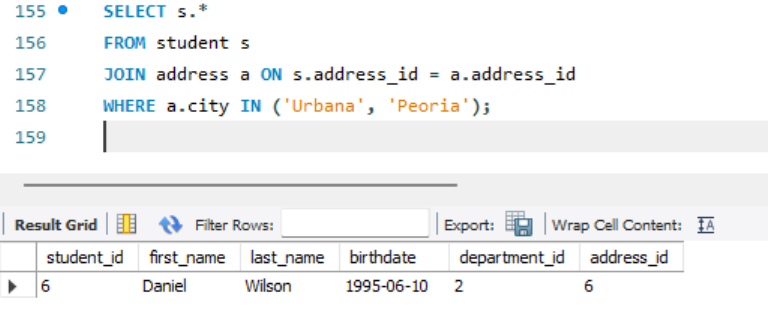 155 SELECT s.*
156 FROM student s
157 JOIN address a ON s.address_id = a.address_id
158 WHERE a.city IN ('Urbana', 'Peoria');
159
Result Grid Filter Rows: Export: Wrap Cell Content:
student_id first_name last_name birthdate department_id address_id
6 Daniel Wilson 1995-06-10 2 6